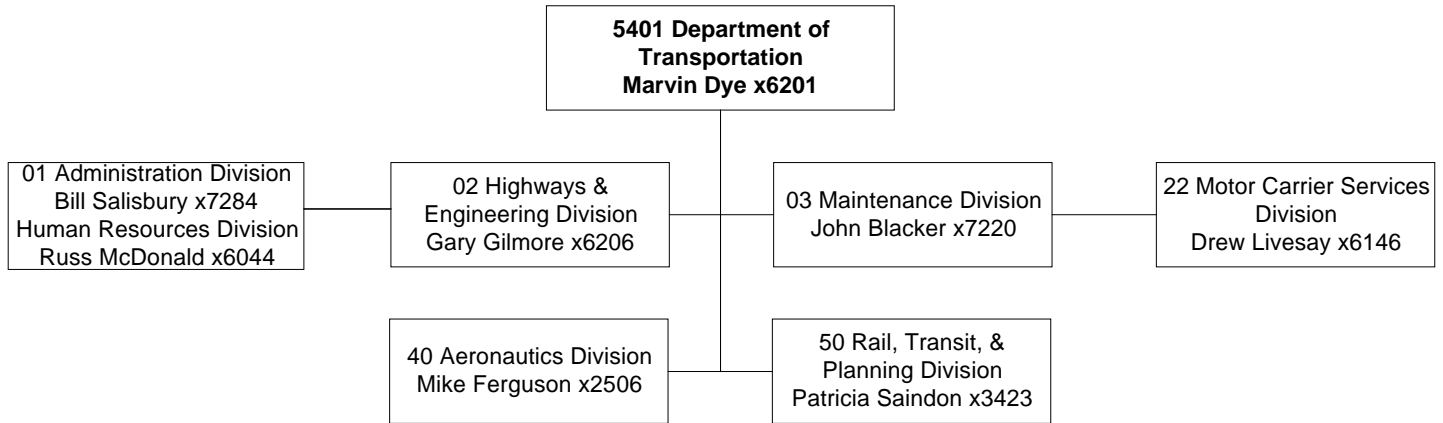 5401 Department of
Transportation
Marvin Dye x6201
01 Administration Division
Bill Salisbury x7284
Human Resources Division
Russ McDonald x6044
02 Highways &
Engineering Division
Gary Gilmore x6206
03 Maintenance Division
John Blacker x7220
22 Motor Carrier Services
Division
Drew Livesay x6146
40 Aeronautics Division
Mike Ferguson x2506
50 Rail, Transit, &
Planning Division
Patricia Saindon x3423